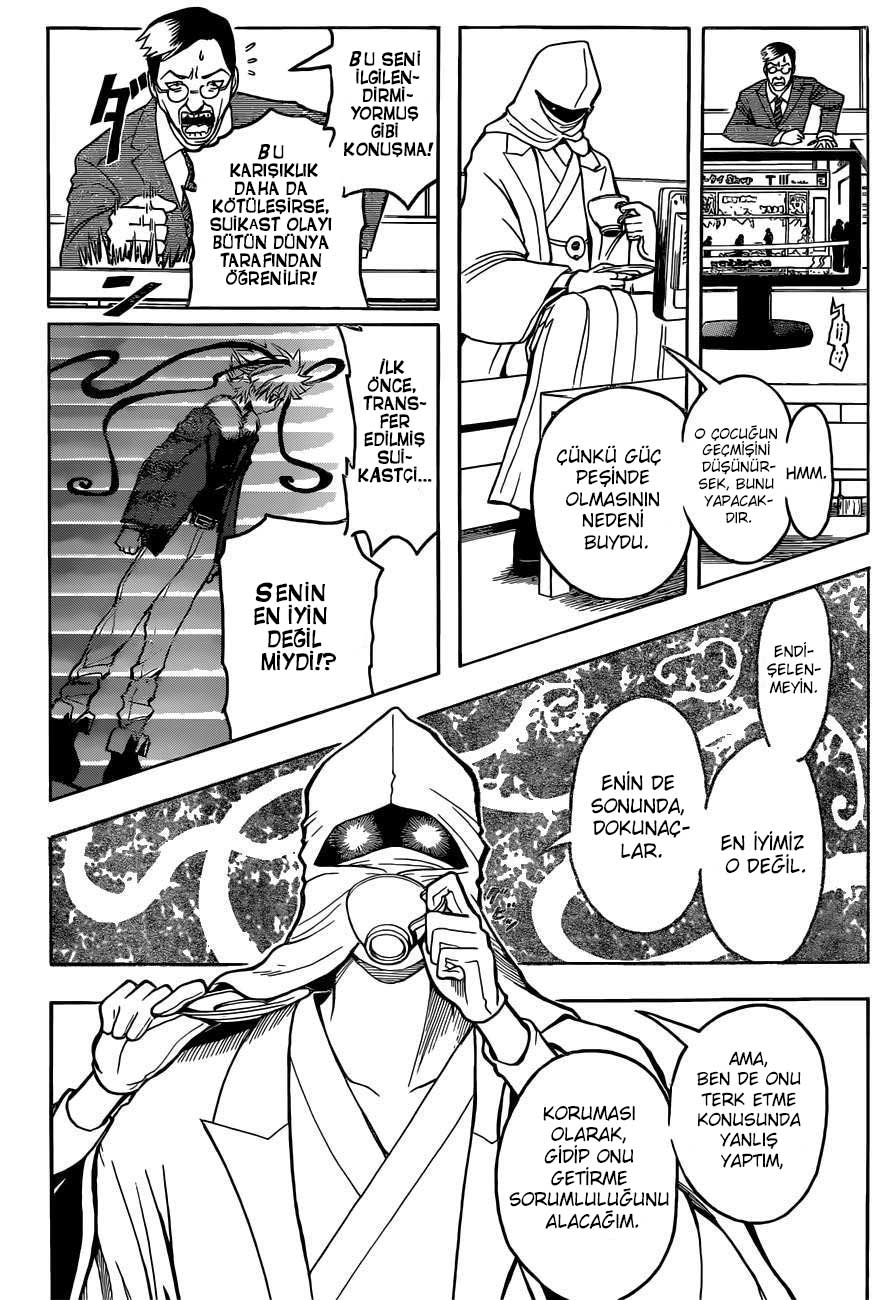 HMM.
O ÇOCUĞUN
GEÇMİŞİNİ
DÜŞÜNÜR-
SEK, BUNU
YAPACAK-
DIR.
ÇÜNKÜ GÜÇ
PEŞİNDE
OLMASININ
NEDENİ
BUYDU.
BU SENİ
İLGİLEN-
DİRMİ-
YORMUŞ
GİBİ
KONUŞMA!
BU
KARIŞIKLIK
DAHA DA
KÖTÜLEŞİRSE,
SUİKAST OLAYI
BÜTÜN DÜNYA
TARAFINDAN
ÖĞRENİLİR!
ダ
ン
İLK
ÖNCE,
TRANS-
FER
EDİLMİŞ
SUİ-
KASTÇİ...
SENİN
EN İYİN
DEĞİL
MİYDİ!?
ENDİ-
ŞELEN-
MEYİN.
EN İYİMİZ
O DEĞİL.
ENİN DE
SONUNDA,
DOKUNAÇ-
LAR.
AMA,
BEN DE ONU
TERK ETME
KONUSUNDA
YANLIŞ
YAPTIM,
KORUMASI
OLARAK,
GİDİP ONU
GETİRME
SORUMLULUĞUNU
ALACAĞIM.